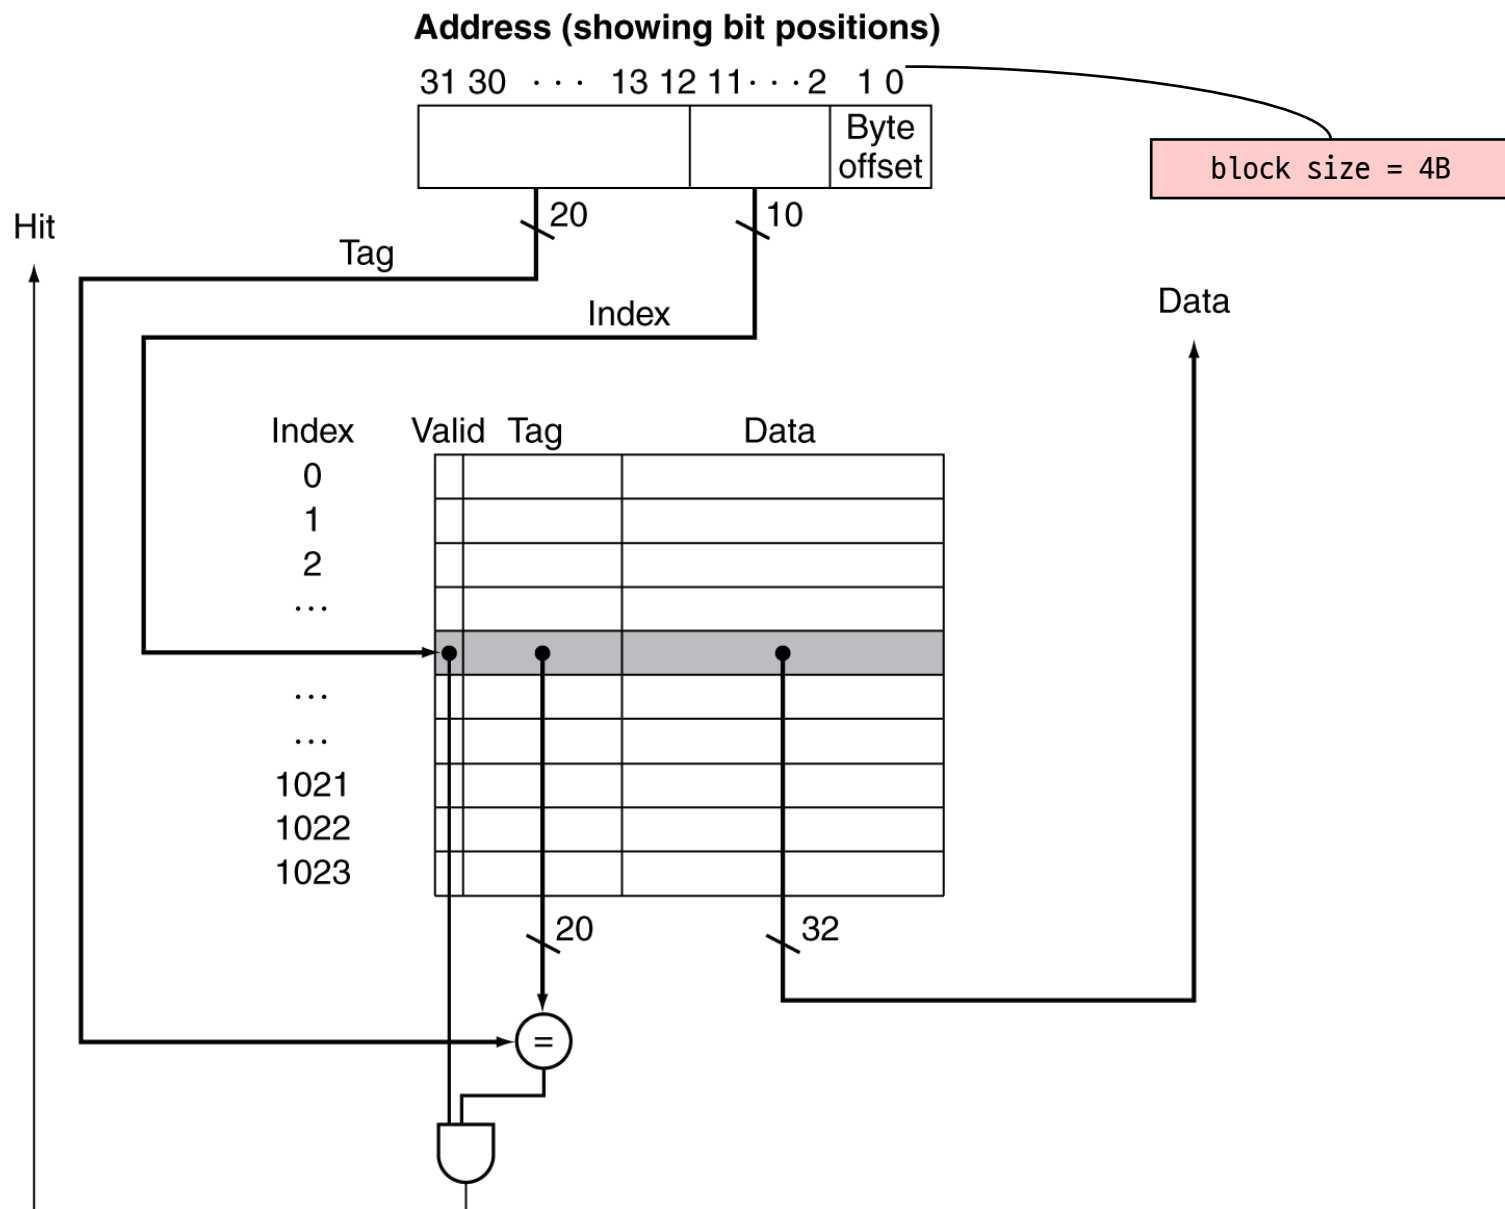 Address (showing bit positions)
31 30 · · · 13 12 11 · · · 2 1 0
Byte
offset
block size = 4B
20
10
Hit
Tag
Index
Data
Index Valid Tag Data
0
1
2
...
...
...
1021
1022
1023
20
32
=